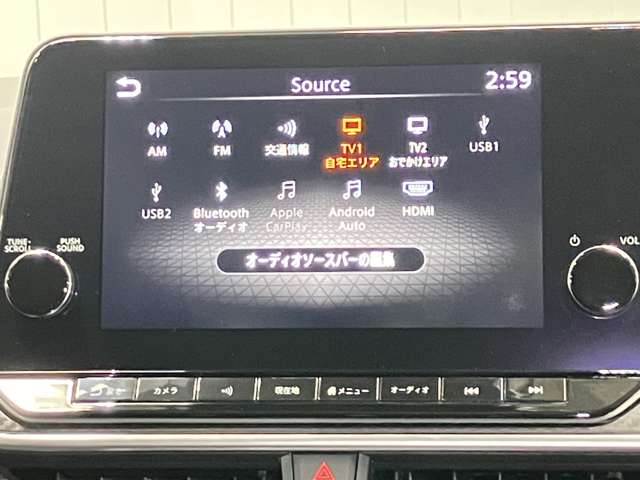 Source
2:59
AM
FM
交通情報
TV1
自宅エリア
TV2
おでかけエリア
USB1
USB2
Bluetooth
オーディオ
Apple
CarPlay
Android
Auto
HDMI
オーディオソースバーの編集
TUNE・
SCROLL
PUSH
SOUND
VOL
カメラ
現在地
メニュー
オーディオ